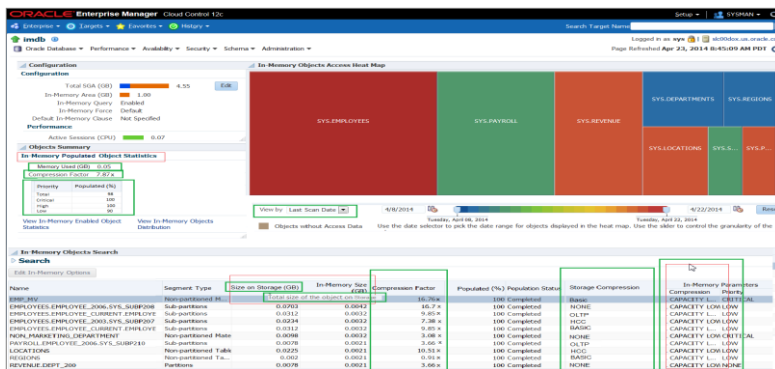 ORACLE Enterprise Manager Cloud Control 12c Setup SYSMAN
Enterprise Targets Favorites History Search Target Name
imdb Logged in as sys slc00dox.us.oracle.c
Oracle Database Performance Availability Security Schema Administration Page Refreshed Apr 23, 2014 8:45:09 AM PDT
Configuration
Configuration
Total SGA (GB) 4.55 Edit
In-Memory Area (GB) 1.00
In-Memory Query Enabled
In-Memory Force Default
Default In-Memory Clause Not Specified
Performance
Active Sessions (CPU) 0.07
Objects Summary
In-Memory Populated Object Statistics
Memory Used (GB) 0.05
Compression Factor 7.87x
Priority Populated (%)
Total 98
Critical 100
High 100
Low 90
View In-Memory Enabled Object Statistics
View In-Memory Objects Distribution
In-Memory Objects Access Heat Map
SYS.EMPLOYEES
SYS.PAYROLL
SYS.REVENUE
SYS.DEPARTMENTS
SYS.REGIONS
SYS.LOCATIONS
SYS.S...
SYS.P...
View by Last Scan Date 4/8/2014 4/22/2014
Tuesday, April 08, 2014 Tuesday, April 22, 2014
Objects without Access Data Use the date selector to pick the date range for objects displayed in the heat map. Use the slider to control the granularity of the
In-Memory Objects Search
Search
Edit In-Memory Options
Name Segment Type Size on Storage (GB) In-Memory Size (GB) Compression Factor Populated (%) Population Status Storage Compression In-Memory Parameters
Compression Priority
Total size of the object on
EMP_MV Non-partitioned M... 16.76x 100 Completed Basic CAPACITY L... CRITICAL
EMPLOYEES.EMPLOYEE_2006.SYS_SUBP208 Sub-partitions 0.0703 0.0042 16.7x 100 Completed NONE CAPACITY LOW LOW
EMPLOYEES.EMPLOYEE_CURRENT.EMPLOYE Sub-partitions 0.0312 0.0032 9.85x 100 Completed OLTP CAPACITY L... LOW
EMPLOYEES.EMPLOYEE_2003.SYS_SUBP207 Sub-partitions 0.0234 0.0032 7.38x 100 Completed HCC CAPACITY L... LOW
EMPLOYEES.EMPLOYEE_CURRENT.EMPLOYE Sub-partitions 0.0312 0.0032 9.85x 100 Completed BASIC CAPACITY L... LOW
NON_MARKETING_DEPARTMENT Non-partitioned Mate 0.0098 0.0032 3.08x 100 Completed NONE CAPACITY LOW CRITICAL
PAYROLL.EMPLOYEE_2006.SYS_SUBP210 Sub-partitions 0.0078 0.0021 3.66x 100 Completed OLTP CAPACITY L... LOW
LOCATIONS Non-partitioned Table 0.0225 0.0021 10.51x 100 Completed HCC CAPACITY LOW LOW
REGIONS Non-partitioned Ta... 0.002 0.0021 0.91x 100 Completed BASIC CAPACITY L... LOW
REVENUE.DEPT_200 Partitions 0.0078 0.0021 3.66x 100 Completed NONE CAPACITY LOW NONE